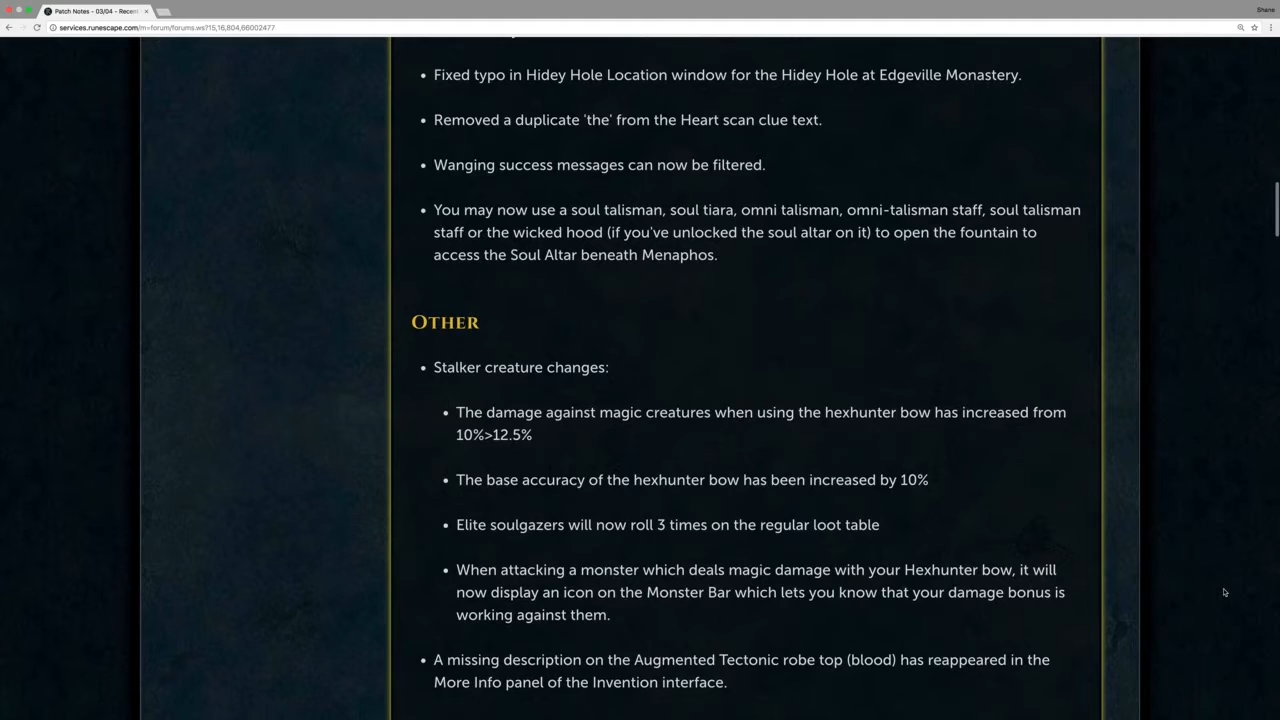 Patch Notes - 03/04 - Recen
Shane
services.runescape.com/m=forum/forums.ws?15,16,804,66002477
• Fixed typo in Hidey Hole Location window for the Hidey Hole at Edgeville Monastery.
• Removed a duplicate 'the' from the Heart scan clue text.
• Wanging success messages can now be filtered.
• You may now use a soul talisman, soul tiara, omni talisman, omni-talisman staff, soul talisman
staff or the wicked hood (if you've unlocked the soul altar on it) to open the fountain to
access the Soul Altar beneath Menaphos.
OTHER
• Stalker creature changes:
• The damage against magic creatures when using the hexhunter bow has increased from
10%>12.5%
• The base accuracy of the hexhunter bow has been increased by 10%
• Elite soulgazers will now roll 3 times on the regular loot table
• When attacking a monster which deals magic damage with your Hexhunter bow, it will
now display an icon on the Monster Bar which lets you know that your damage bonus is
working against them.
• A missing description on the Augmented Tectonic robe top (blood) has reappeared in the
More Info panel of the Invention interface.